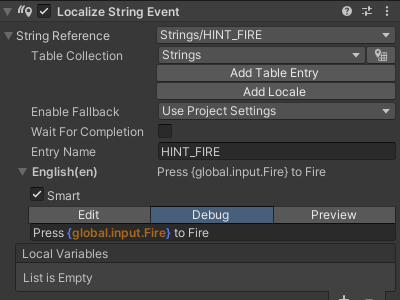 Localize String Event
String Reference Strings/HINT_FIRE
Table Collection Strings
Add Table Entry
Add Locale
Enable Fallback Use Project Settings
Wait For Completion
Entry Name HINT_FIRE
English(en) Press {global.input.Fire} to Fire
Smart
Edit Debug Preview
Press {global.input.Fire} to Fire
Local Variables
List is Empty